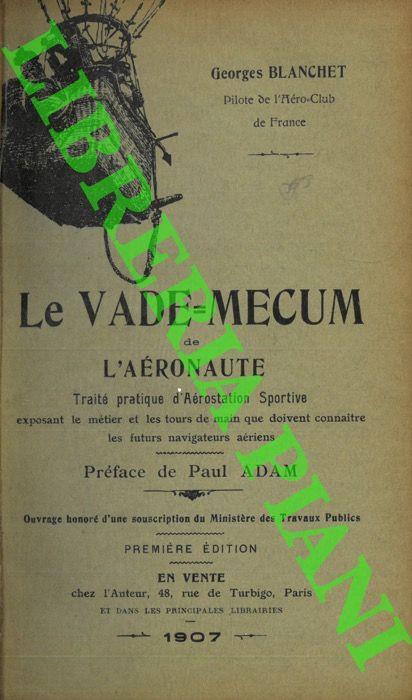 Georges BLANCHET
Pilote de l'Aéro-Club
de France
Le VADE=MECUM
de
L'AÉRONAUTE
Traité pratique d'Aérostation Sportive
exposant le métier et les tours de main que doivent connaître
les futurs navigateurs aériens
Préface de Paul ADAM
Ouvrage honoré d'une souscription du Ministère des Travaux Publics
PREMIÈRE ÉDITION
EN VENTE
chez l'Auteur, 48, rue de Turbigo, Paris
ET DANS LES PRINCIPALES LIBRAIRIES
1907
LIBRERIA PIANI